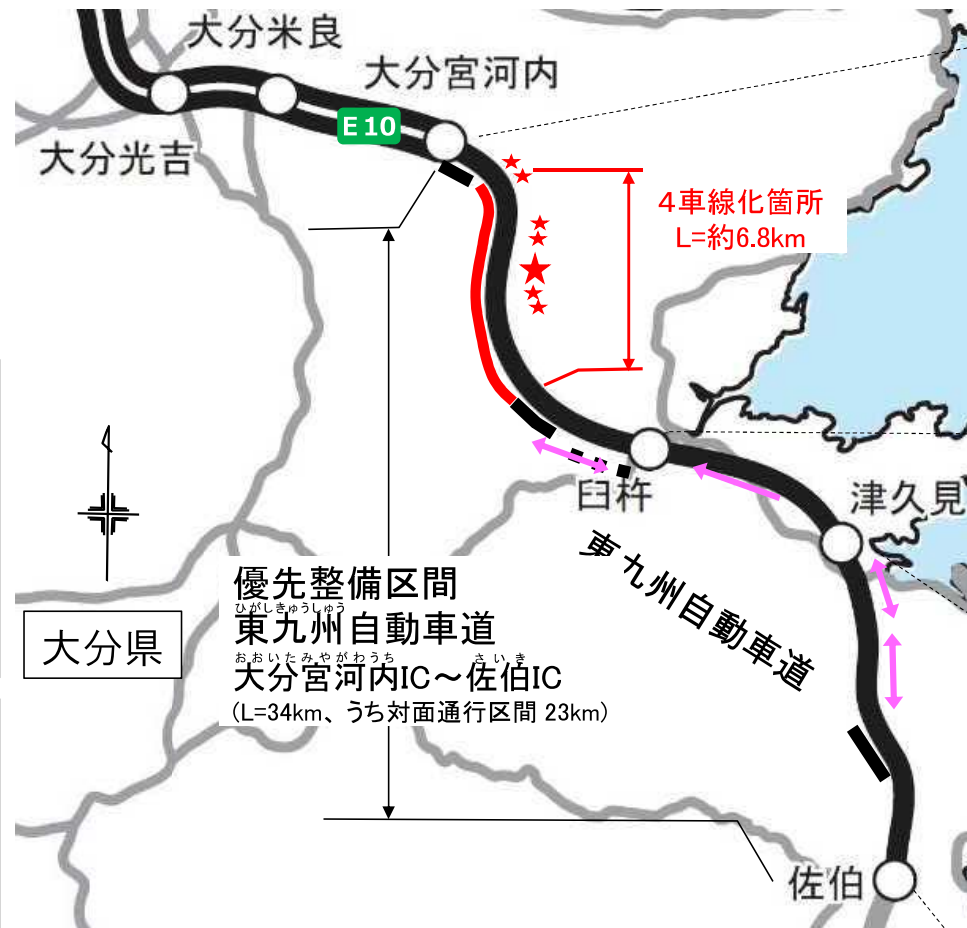 大分米良
大分宮河内
E10
大分光吉
4車線化箇所
L=約6.8km
臼杵
津久見
東九州自動車道
大分県
優先整備区間
ひがしきゅうしゅう
東九州自動車道
おおいたみやがわうち さいき
大分宮河内IC～佐伯IC
(L=34km、うち対面通行区間 23km)
佐伯